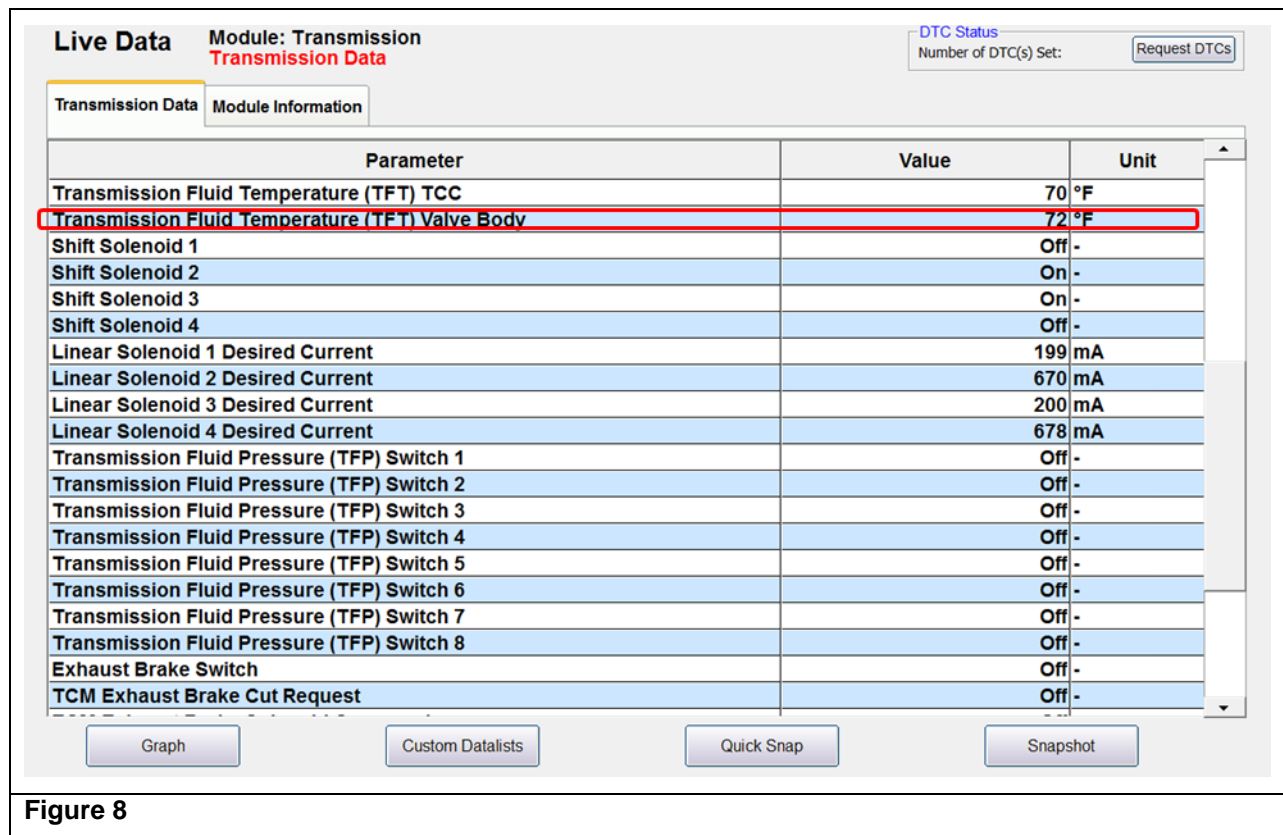 Live Data
Module: Transmission
Transmission Data
DTC Status
Number of DTC(s) Set:
Request DTCs
Transmission Data
Module Information
Parameter Value Unit
Transmission Fluid Temperature (TFT) TCC 70 °F
Transmission Fluid Temperature (TFT) Valve Body 72 °F
Shift Solenoid 1 Off -
Shift Solenoid 2 On -
Shift Solenoid 3 On -
Shift Solenoid 4 Off -
Linear Solenoid 1 Desired Current 199 mA
Linear Solenoid 2 Desired Current 670 mA
Linear Solenoid 3 Desired Current 200 mA
Linear Solenoid 4 Desired Current 678 mA
Transmission Fluid Pressure (TFP) Switch 1 Off -
Transmission Fluid Pressure (TFP) Switch 2 Off -
Transmission Fluid Pressure (TFP) Switch 3 Off -
Transmission Fluid Pressure (TFP) Switch 4 Off -
Transmission Fluid Pressure (TFP) Switch 5 Off -
Transmission Fluid Pressure (TFP) Switch 6 Off -
Transmission Fluid Pressure (TFP) Switch 7 Off -
Transmission Fluid Pressure (TFP) Switch 8 Off -
Exhaust Brake Switch Off -
TCM Exhaust Brake Cut Request Off -
Graph
Custom Datalists
Quick Snap
Snapshot
Figure 8